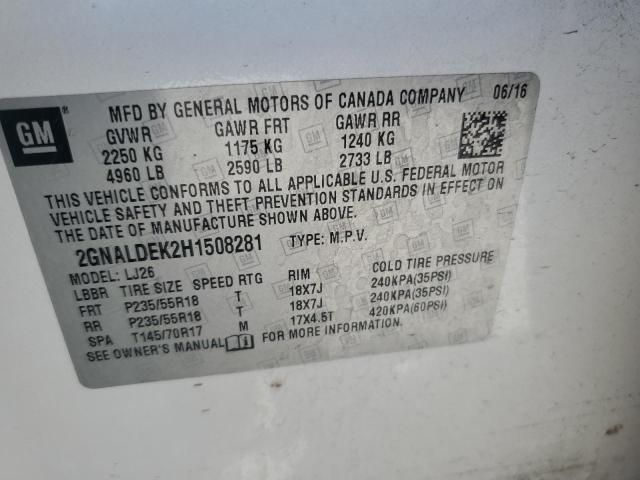 GM
MFD BY GENERAL MOTORS OF CANADA COMPANY 06/16
GVWR GAWR FRT GAWR RR
2250 KG 1175 KG 1240 KG
4960 LB 2590 LB 2733 LB
THIS VEHICLE CONFORMS TO ALL APPLICABLE U.S. FEDERAL MOTOR
VEHICLE SAFETY AND THEFT PREVENTION STANDARDS IN EFFECT ON
THE DATE OF MANUFACTURE SHOWN ABOVE.
2GNALDEK2H1508281 TYPE: M.P.V.
MODEL: LJ26
LBBR TIRE SIZE SPEED RTG RIM COLD TIRE PRESSURE
FRT P235/55R18 T 18X7J 240KPA(35PSI)
RR P235/55R18 T 18X7J 240KPA(35PSI)
SPA T145/70R17 M 17X4.5T 420KPA(60PSI)
SEE OWNER'S MANUAL FOR MORE INFORMATION.